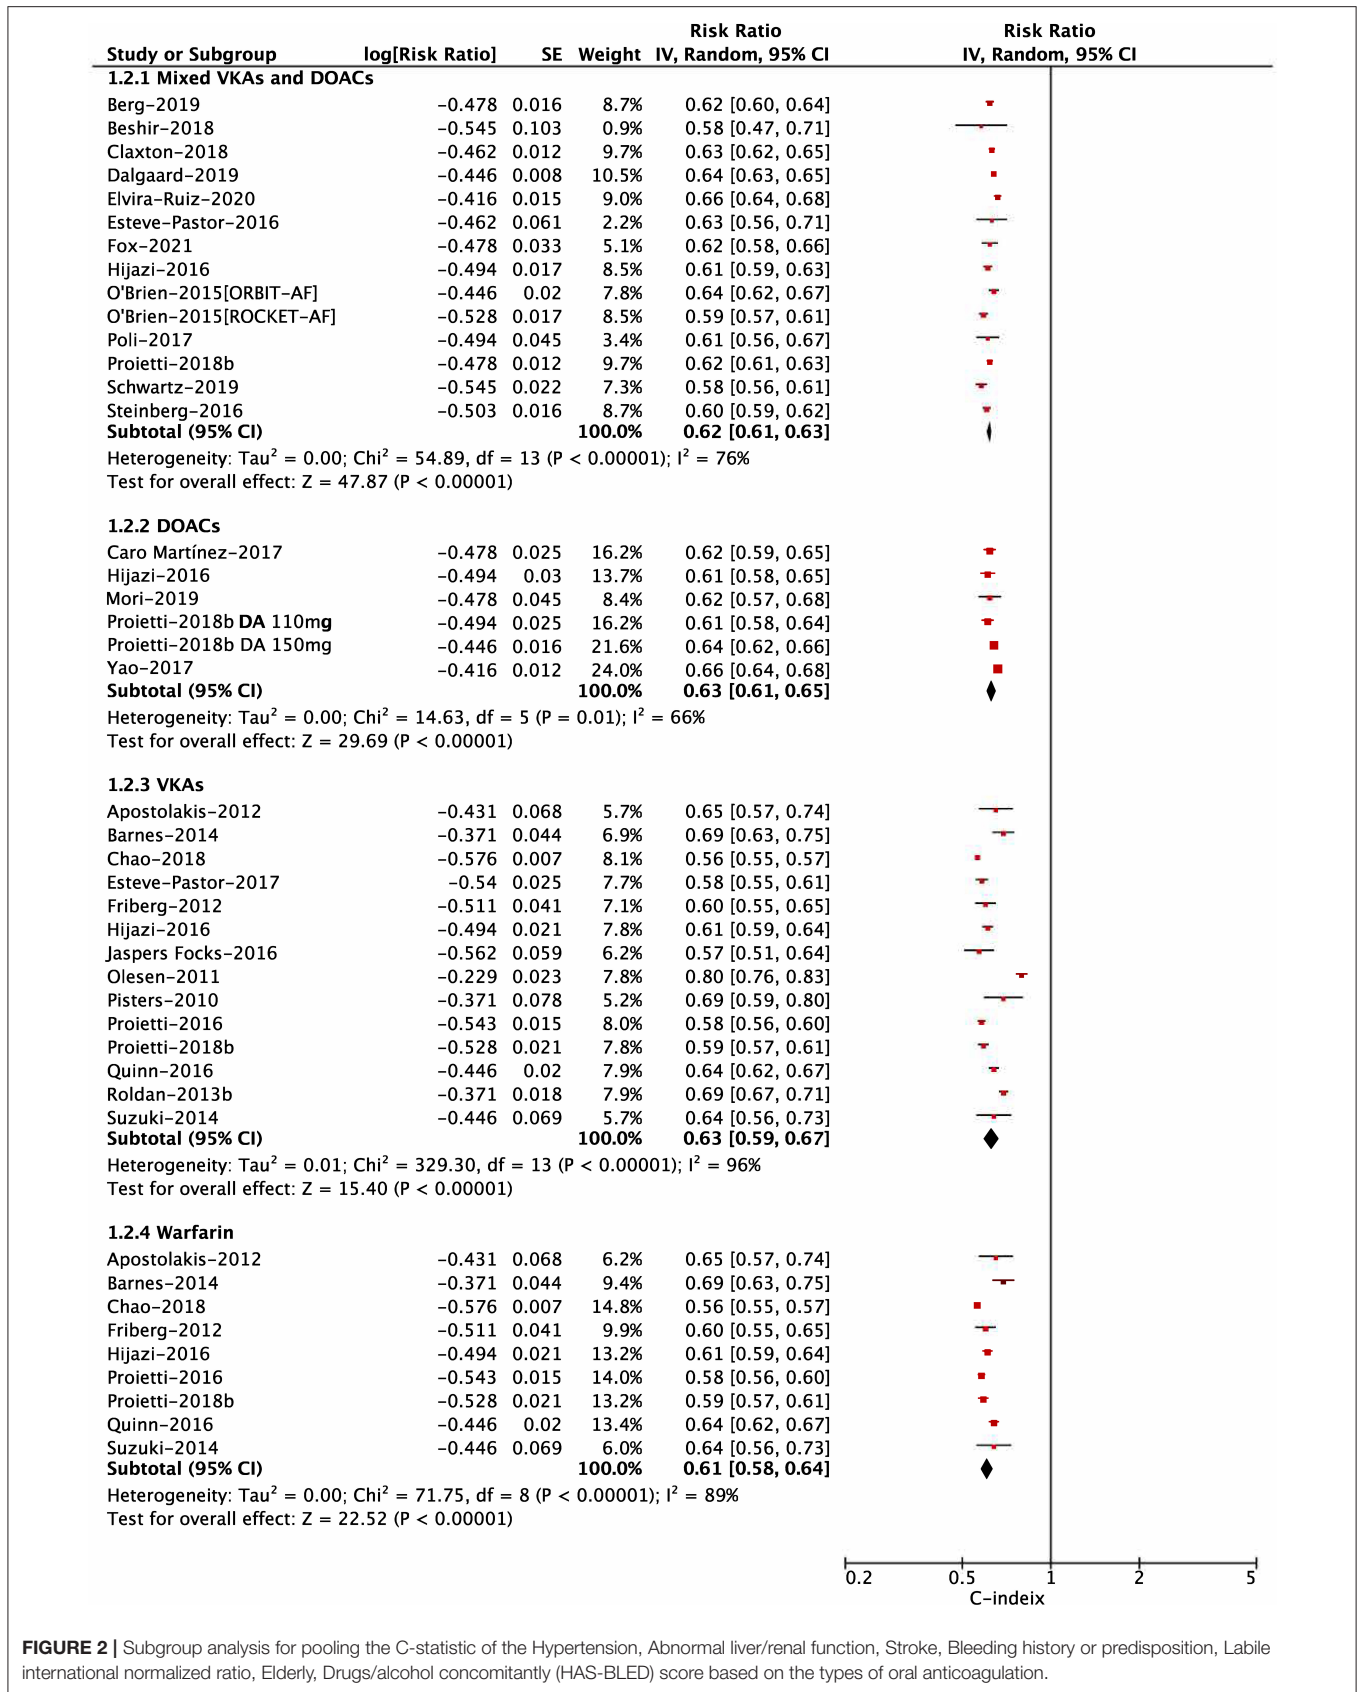 Risk Ratio Risk Ratio
Study or Subgroup log[Risk Ratio] SE Weight IV, Random, 95% CI IV, Random, 95% CI
1.2.1 Mixed VKAs and DOACs
Berg-2019 -0.478 0.016 8.7% 0.62 [0.60, 0.64]
Beshir-2018 -0.545 0.103 0.9% 0.58 [0.47, 0.71]
Claxton-2018 -0.462 0.012 9.7% 0.63 [0.62, 0.65]
Dalgaard-2019 -0.446 0.008 10.5% 0.64 [0.63, 0.65]
Elvira-Ruiz-2020 -0.416 0.015 9.0% 0.66 [0.64, 0.68]
Esteve-Pastor-2016 -0.462 0.061 2.2% 0.63 [0.56, 0.71]
Fox-2021 -0.478 0.033 5.1% 0.62 [0.58, 0.66]
Hijazi-2016 -0.494 0.017 8.5% 0.61 [0.59, 0.63]
O'Brien-2015[ORBIT-AF] -0.446 0.02 7.8% 0.64 [0.62, 0.67]
O'Brien-2015[ROCKET-AF] -0.528 0.017 8.5% 0.59 [0.57, 0.61]
Poli-2017 -0.494 0.045 3.4% 0.61 [0.56, 0.67]
Proietti-2018b -0.478 0.012 9.7% 0.62 [0.61, 0.63]
Schwartz-2019 -0.545 0.022 7.3% 0.58 [0.56, 0.61]
Steinberg-2016 -0.503 0.016 8.7% 0.60 [0.59, 0.62]
Subtotal (95% CI) 100.0% 0.62 [0.61, 0.63]
Heterogeneity: Tau² = 0.00; Chi² = 54.89, df = 13 (P < 0.00001); I² = 76%
Test for overall effect: Z = 47.87 (P < 0.00001)
1.2.2 DOACs
Caro Martínez-2017 -0.478 0.025 16.2% 0.62 [0.59, 0.65]
Hijazi-2016 -0.494 0.03 13.7% 0.61 [0.58, 0.65]
Mori-2019 -0.478 0.045 8.4% 0.62 [0.57, 0.68]
Proietti-2018b DA 110mg -0.494 0.025 16.2% 0.61 [0.58, 0.64]
Proietti-2018b DA 150mg -0.446 0.016 21.6% 0.64 [0.62, 0.66]
Yao-2017 -0.416 0.012 24.0% 0.66 [0.64, 0.68]
Subtotal (95% CI) 100.0% 0.63 [0.61, 0.65]
Heterogeneity: Tau² = 0.00; Chi² = 14.63, df = 5 (P = 0.01); I² = 66%
Test for overall effect: Z = 29.69 (P < 0.00001)
1.2.3 VKAs
Apostolakis-2012 -0.431 0.068 5.7% 0.65 [0.57, 0.74]
Barnes-2014 -0.371 0.044 6.9% 0.69 [0.63, 0.75]
Chao-2018 -0.576 0.007 8.1% 0.56 [0.55, 0.57]
Esteve-Pastor-2017 -0.54 0.025 7.7% 0.58 [0.55, 0.61]
Friberg-2012 -0.511 0.041 7.1% 0.60 [0.55, 0.65]
Hijazi-2016 -0.494 0.021 7.8% 0.61 [0.59, 0.64]
Jaspers Focks-2016 -0.562 0.059 6.2% 0.57 [0.51, 0.64]
Olesen-2011 -0.229 0.023 7.8% 0.80 [0.76, 0.83]
Pisters-2010 -0.371 0.078 5.2% 0.69 [0.59, 0.80]
Proietti-2016 -0.543 0.015 8.0% 0.58 [0.56, 0.60]
Proietti-2018b -0.528 0.021 7.8% 0.59 [0.57, 0.61]
Quinn-2016 -0.446 0.02 7.9% 0.64 [0.62, 0.67]
Roldan-2013b -0.371 0.018 7.9% 0.69 [0.67, 0.71]
Suzuki-2014 -0.446 0.069 5.7% 0.64 [0.56, 0.73]
Subtotal (95% CI) 100.0% 0.63 [0.59, 0.67]
Heterogeneity: Tau² = 0.01; Chi² = 329.30, df = 13 (P < 0.00001); I² = 96%
Test for overall effect: Z = 15.40 (P < 0.00001)
1.2.4 Warfarin
Apostolakis-2012 -0.431 0.068 6.2% 0.65 [0.57, 0.74]
Barnes-2014 -0.371 0.044 9.4% 0.69 [0.63, 0.75]
Chao-2018 -0.576 0.007 14.8% 0.56 [0.55, 0.57]
Friberg-2012 -0.511 0.041 9.9% 0.60 [0.55, 0.65]
Hijazi-2016 -0.494 0.021 13.2% 0.61 [0.59, 0.64]
Proietti-2016 -0.543 0.015 14.0% 0.58 [0.56, 0.60]
Proietti-2018b -0.528 0.021 13.2% 0.59 [0.57, 0.61]
Quinn-2016 -0.446 0.02 13.4% 0.64 [0.62, 0.67]
Suzuki-2014 -0.446 0.069 6.0% 0.64 [0.56, 0.73]
Subtotal (95% CI) 100.0% 0.61 [0.58, 0.64]
Heterogeneity: Tau² = 0.00; Chi² = 71.75, df = 8 (P < 0.00001); I² = 89%
Test for overall effect: Z = 22.52 (P < 0.00001)
0.2 0.5 1 2 5
C-indeix
FIGURE 2 | Subgroup analysis for pooling the C-statistic of the Hypertension, Abnormal liver/renal function, Stroke, Bleeding history or predisposition, Labile
international normalized ratio, Elderly, Drugs/alcohol concomitantly (HAS-BLED) score based on the types of oral anticoagulation.